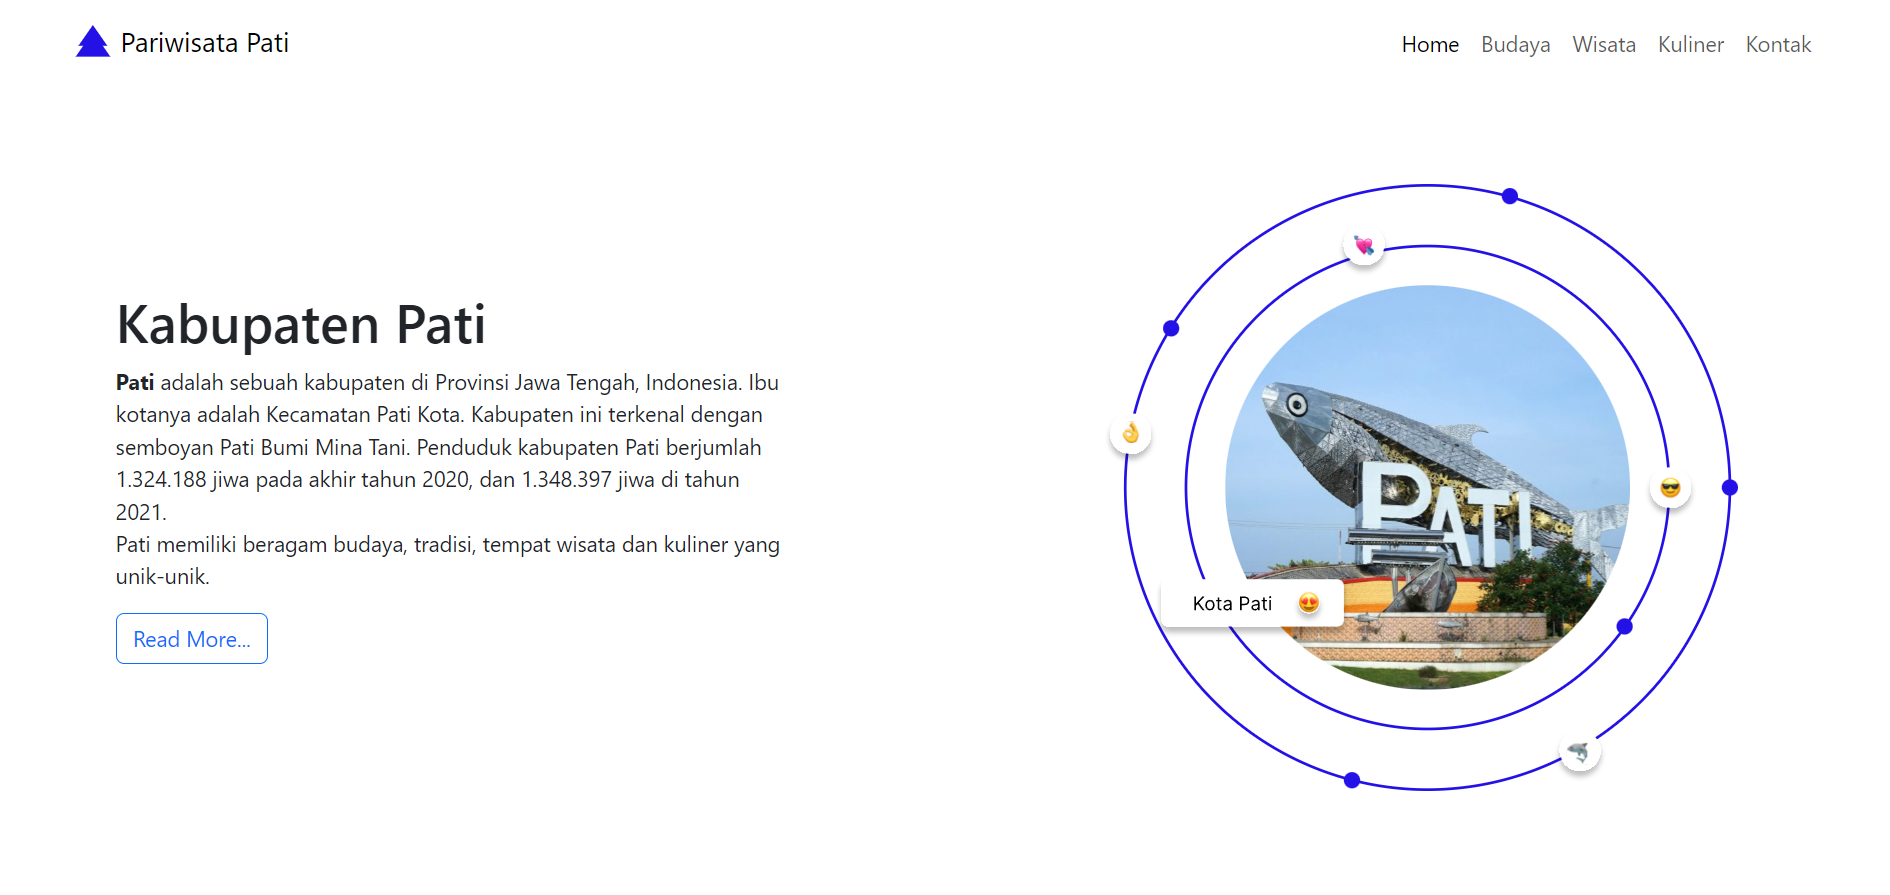 Pariwisata Pati
Home Budaya Wisata Kuliner Kontak
Kabupaten Pati
Pati adalah sebuah kabupaten di Provinsi Jawa Tengah, Indonesia. Ibu
kotanya adalah Kecamatan Pati Kota. Kabupaten ini terkenal dengan
semboyan Pati Bumi Mina Tani. Penduduk kabupaten Pati berjumlah
1.324.188 jiwa pada akhir tahun 2020, dan 1.348.397 jiwa di tahun
2021.
Pati memiliki beragam budaya, tradisi, tempat wisata dan kuliner yang
unik-unik.
Read More...
PATI
Kota Pati